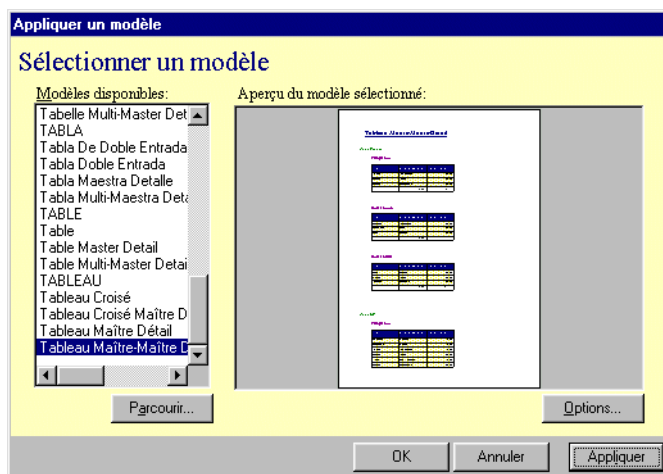 Appliquer un modèle
Sélectionner un modèle
Modèles disponibles:
Aperçu du modèle sélectionné:
Tabelle Multi-Master Det
TABLA
Tabla De Doble Entrada
Tabla Doble Entrada
Tabla Maestra Detalle
Tabla Multi-Maestra Deta
TABLE
Table
Table Master Detail
Table Multi-Master Detai
TABLEAU
Tableau Croisé
Tableau Croisé Maître D
Tableau Maître Détail
Tableau Maître-Maître D
Parcourir...
Options...
OK
Annuler
Appliquer